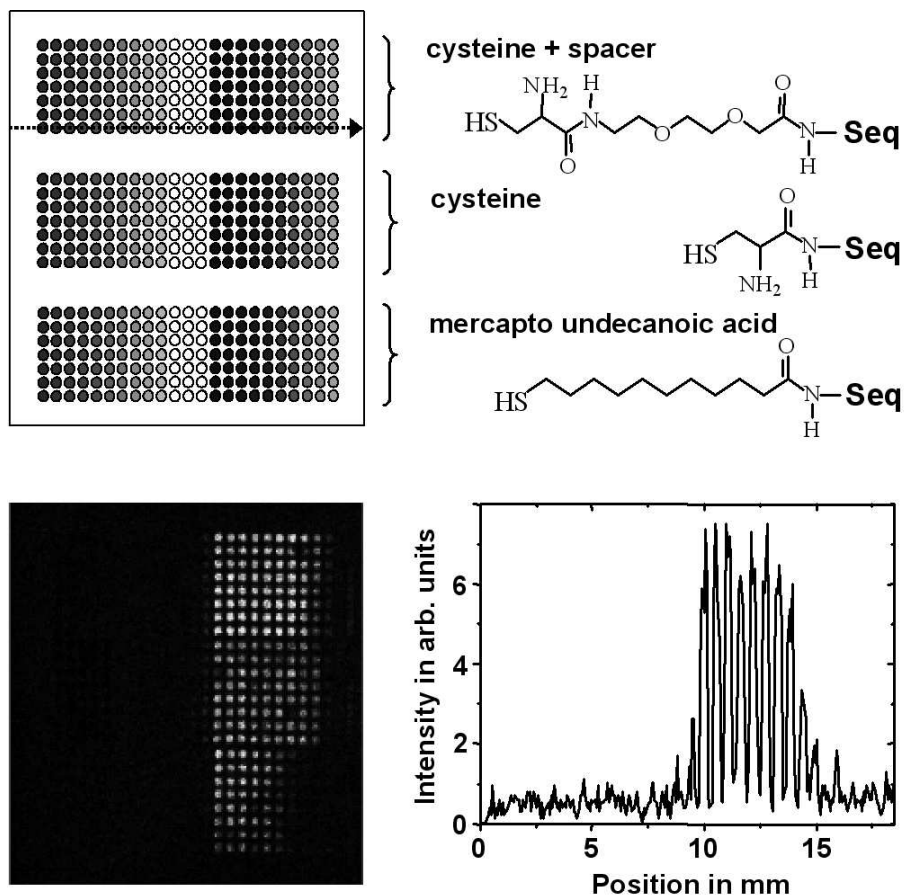 cysteine + spacer
NH2
H
O
HS
N
O
O
N
Seq
O
H
cysteine
O
HS
N
Seq
NH2
H
mercapto undecanoic acid
O
HS
N
Seq
H
Intensity in arb. units
6
4
2
0
0
5
10
15
Position in mm